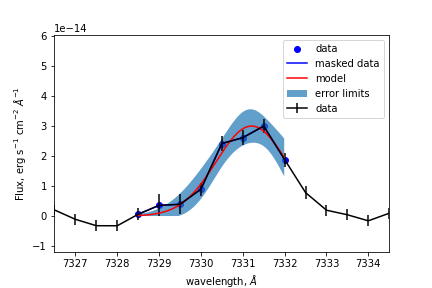 1e−14
6
5
4
3
2
1
0
−1
Flux, erg s⁻¹ cm⁻² Å⁻¹
data
masked data
model
error limits
data
7327 7328 7329 7330 7331 7332 7333 7334
wavelength, Å